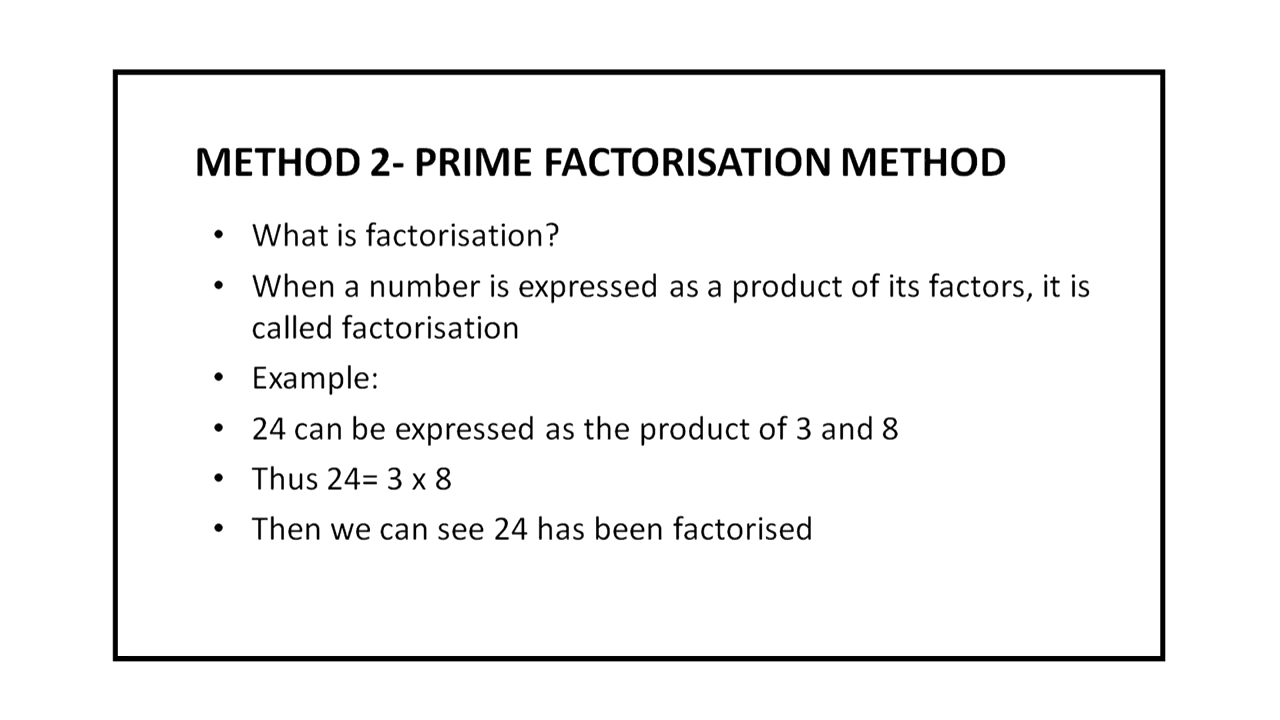 METHOD 2- PRIME FACTORISATION METHOD
• What is factorisation?
• When a number is expressed as a product of its factors, it is
called factorisation
• Example:
• 24 can be expressed as the product of 3 and 8
• Thus 24= 3 x 8
• Then we can see 24 has been factorised